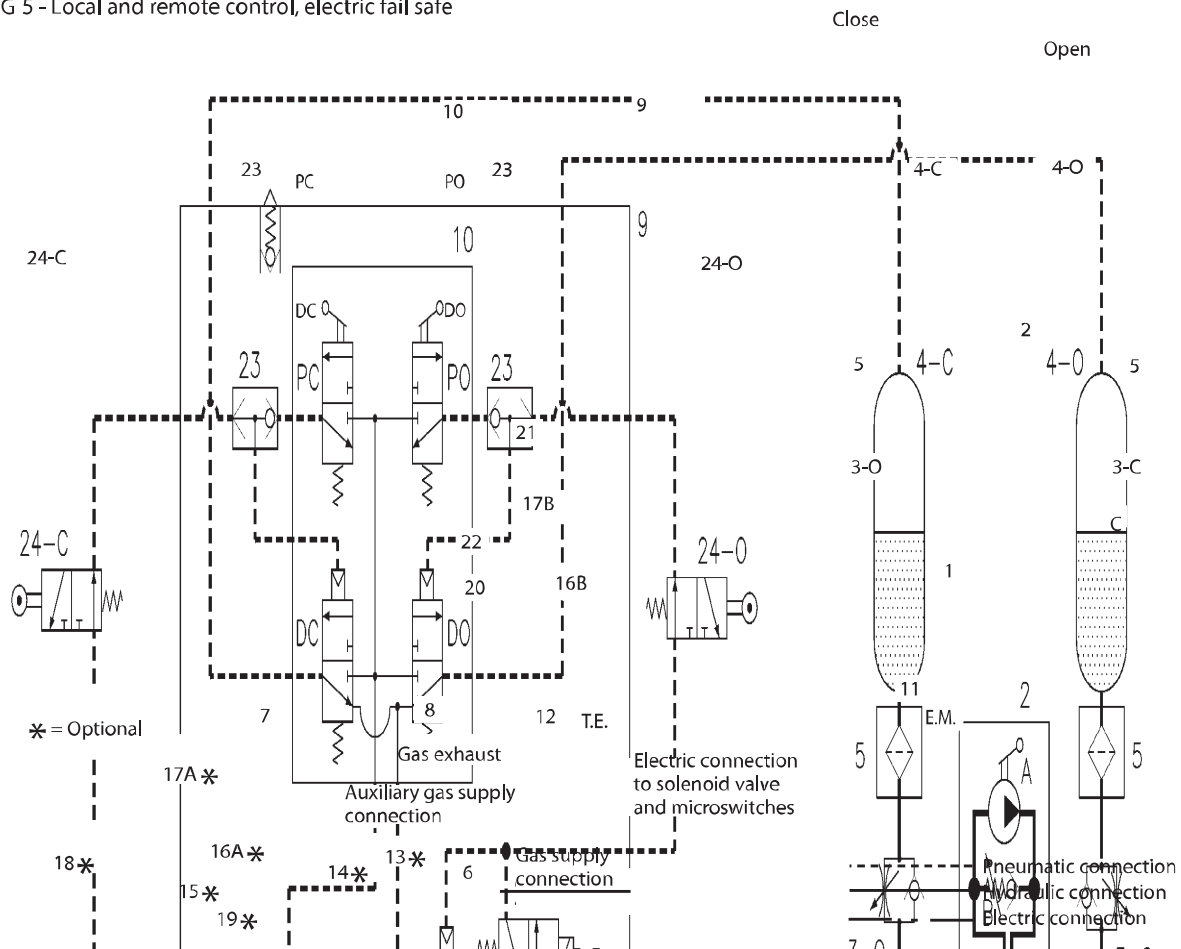 G 5 - Local and remote control, electric fail safe
Close
Open
10
9
23
PC
PO
23
4-C
4-O
9
10
24-C
24-O
DC
DO
2
23
PC
PO
23
5
4-C
4-O
5
21
3-O
3-C
17B
C
24-C
22
24-O
20
16B
1
DC
DO
11
7
8
12
T.E.
E.M.
2
* = Optional
Gas exhaust
Electric connection
to solenoid valve
and microswitches
5
A
5
17A *
Auxiliary gas supply
connection
16A *
13 *
Gas supply
connection
18 *
14 *
6
Pneumatic connection
15 *
Hydraulic connection
19 *
Electric connection